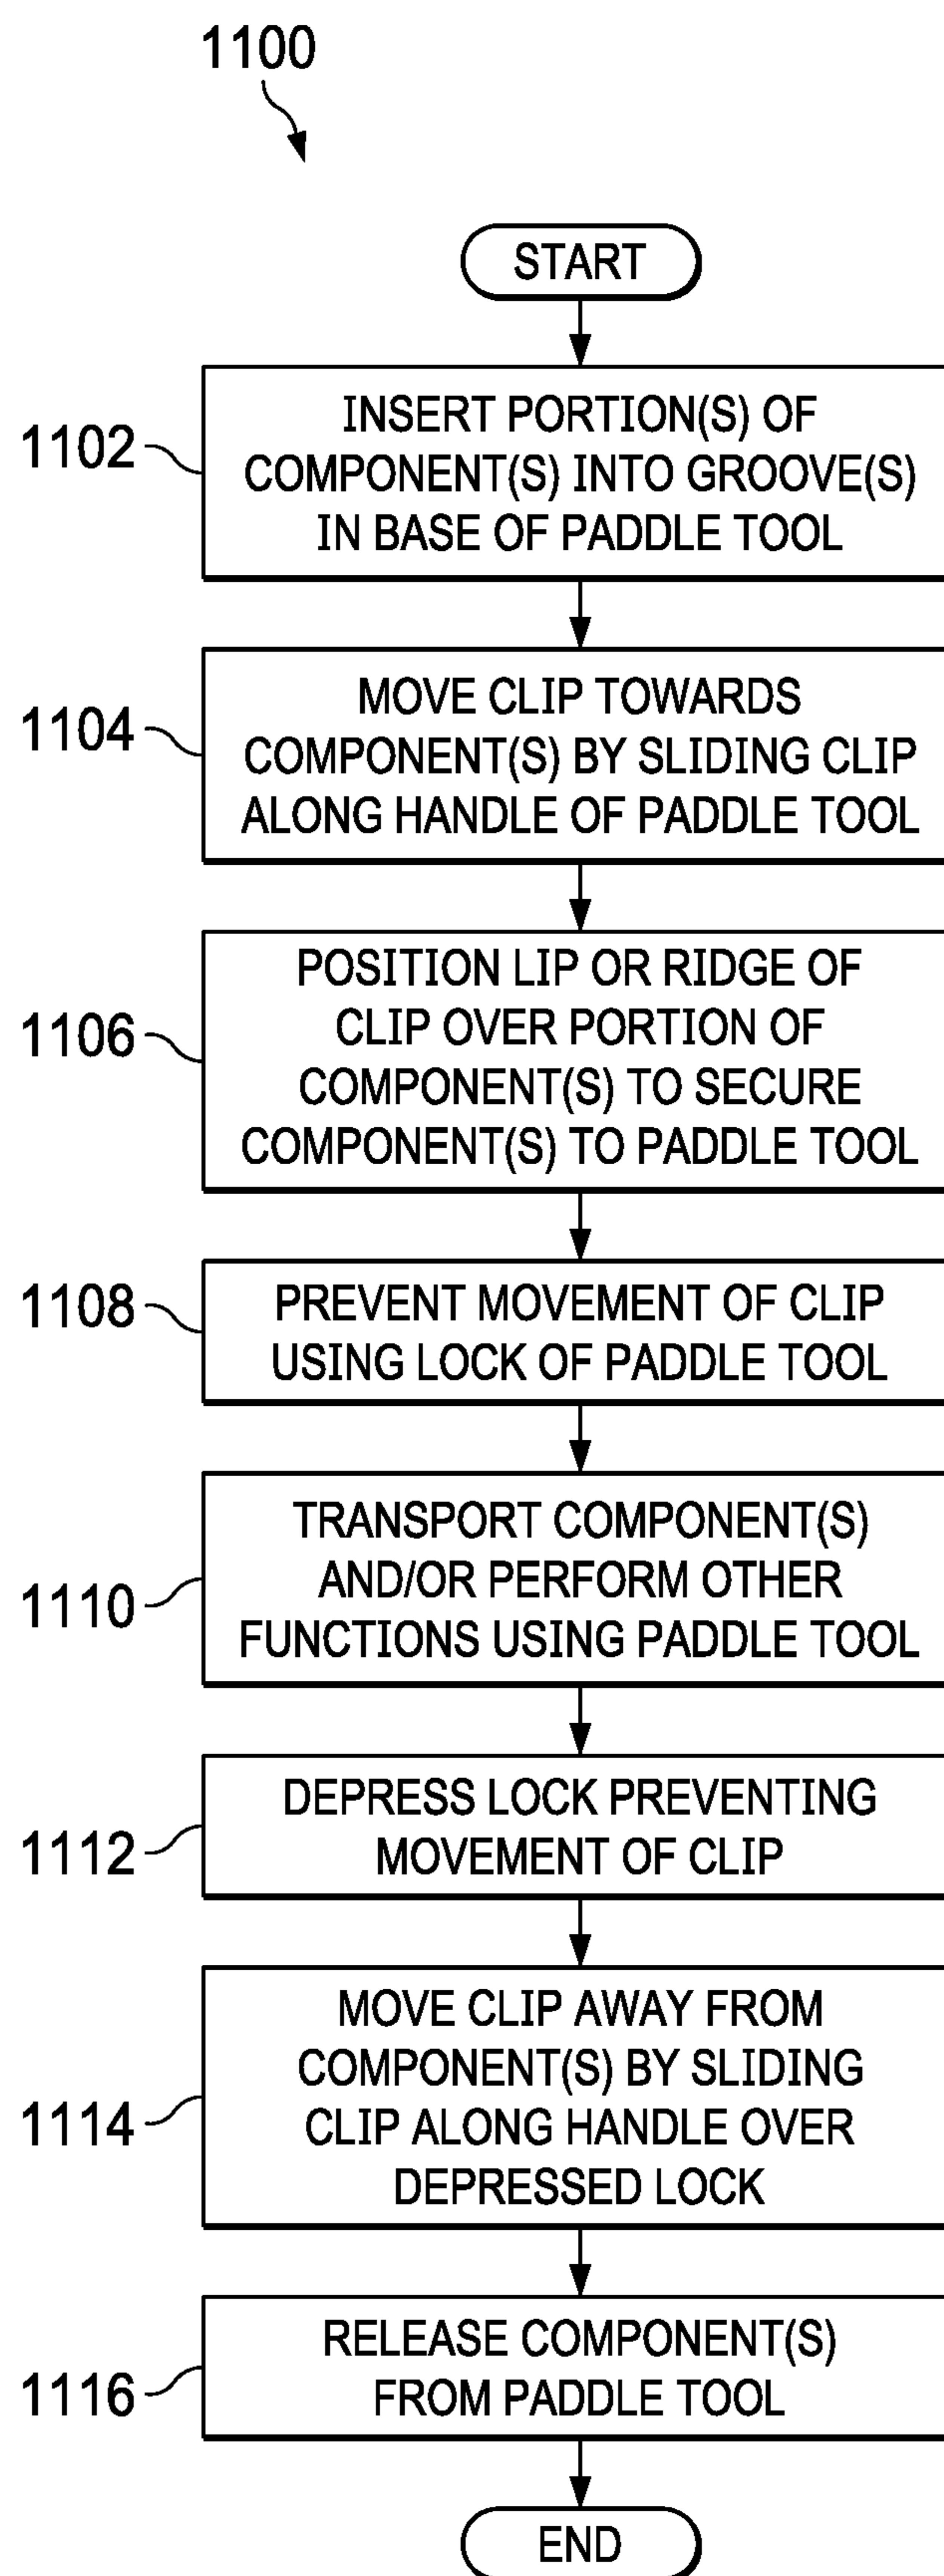 1100
START
1102
INSERT PORTION(S) OF
COMPONENT(S) INTO GROOVE(S)
IN BASE OF PADDLE TOOL
1104
MOVE CLIP TOWARDS
COMPONENT(S) BY SLIDING CLIP
ALONG HANDLE OF PADDLE TOOL
1106
POSITION LIP OR RIDGE OF
CLIP OVER PORTION OF
COMPONENT(S) TO SECURE
COMPONENT(S) TO PADDLE TOOL
1108
PREVENT MOVEMENT OF CLIP
USING LOCK OF PADDLE TOOL
1110
TRANSPORT COMPONENT(S)
AND/OR PERFORM OTHER
FUNCTIONS USING PADDLE TOOL
1112
DEPRESS LOCK PREVENTING
MOVEMENT OF CLIP
1114
MOVE CLIP AWAY FROM
COMPONENT(S) BY SLIDING
CLIP ALONG HANDLE OVER
DEPRESSED LOCK
1116
RELEASE COMPONENT(S)
FROM PADDLE TOOL
END